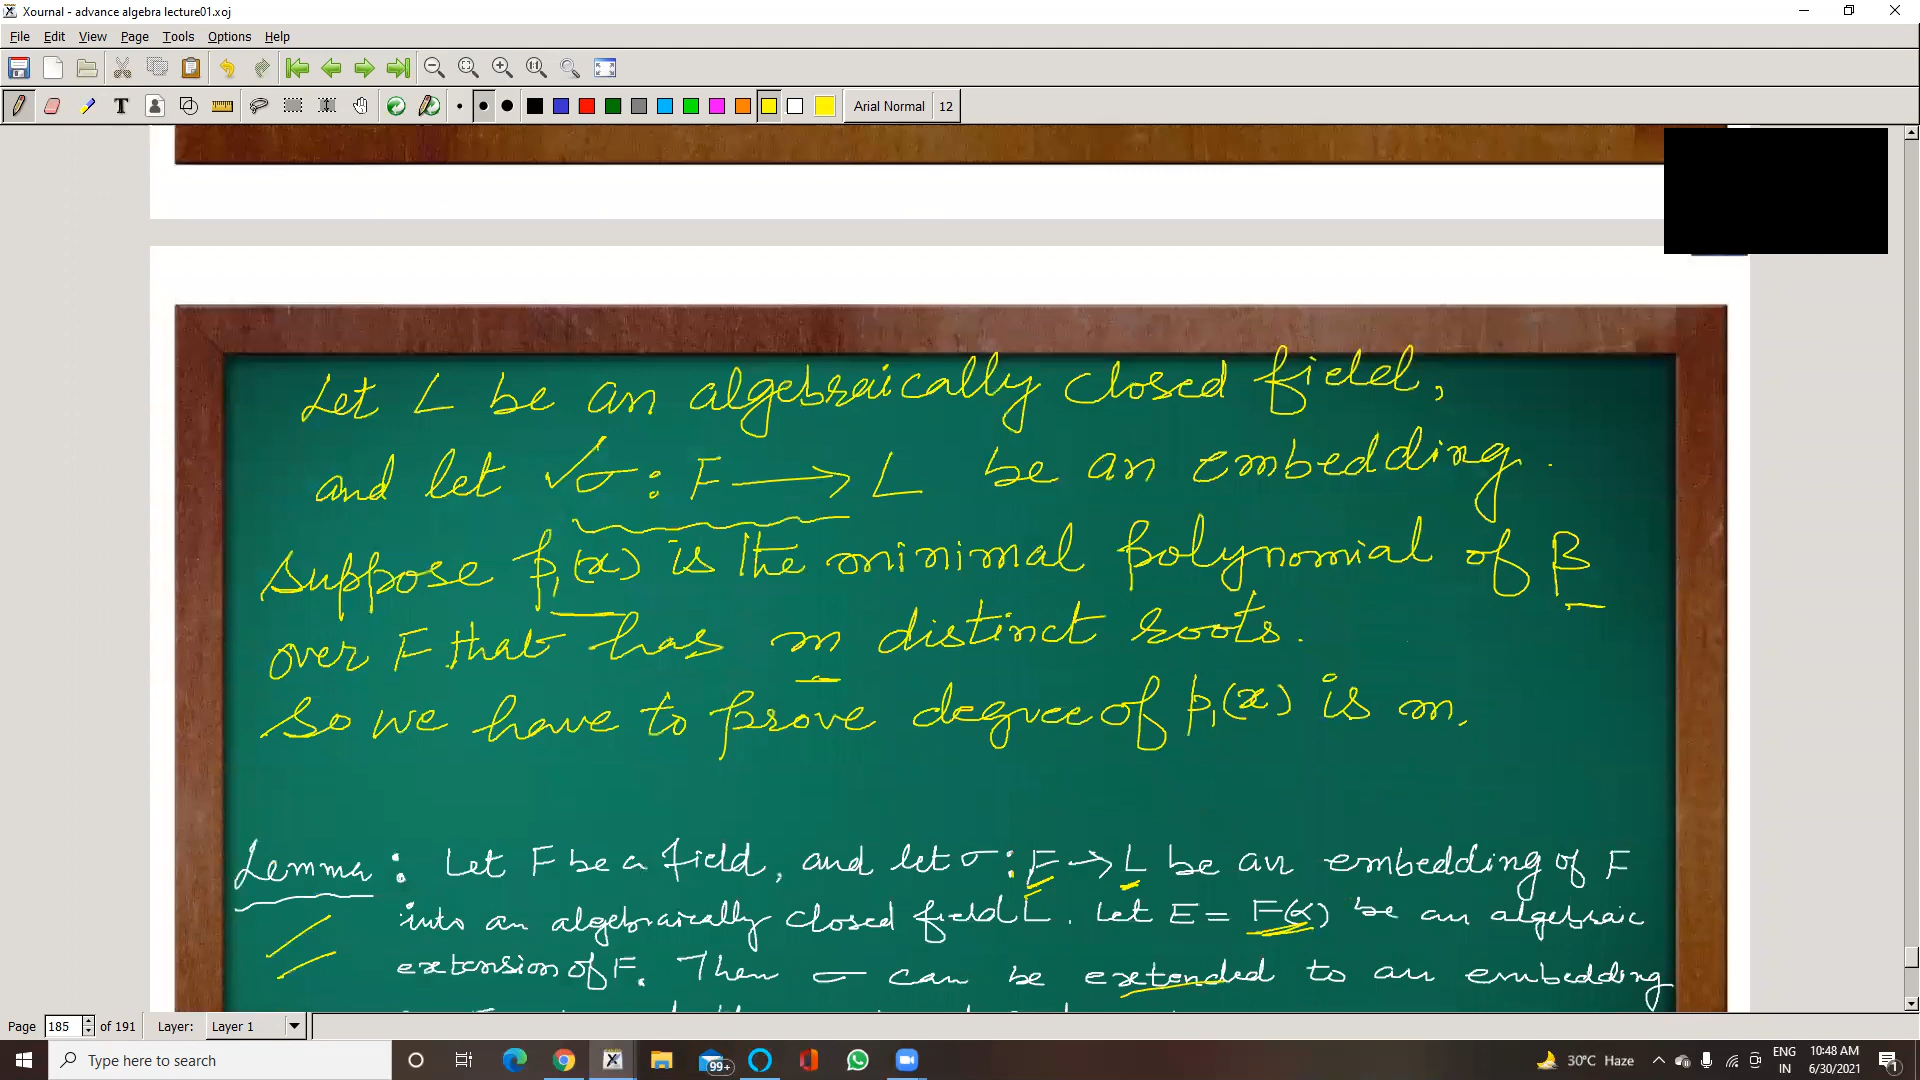 Xournal - advance algebra lecture01.xoj
File Edit View Page Tools Options Help
Arial Normal 12
Let L be an algebraically closed field,
and let ✓σ : F → L be an embedding.
Suppose p₁(x) is the minimal polynomial of β
over F that has m distinct roots.
So we have to prove degree of p₁(x) is m.
Lemma : Let F be a field, and let σ : F → L be an embedding of F
into an algebraically closed field L. Let E = F(α) be an algebraic
extension of F. Then σ can be extended to an embedding
Page 185 of 191 Layer: Layer 1
Type here to search
99+
30°C Haze
ENG
IN
10:48 AM
6/30/2021
1